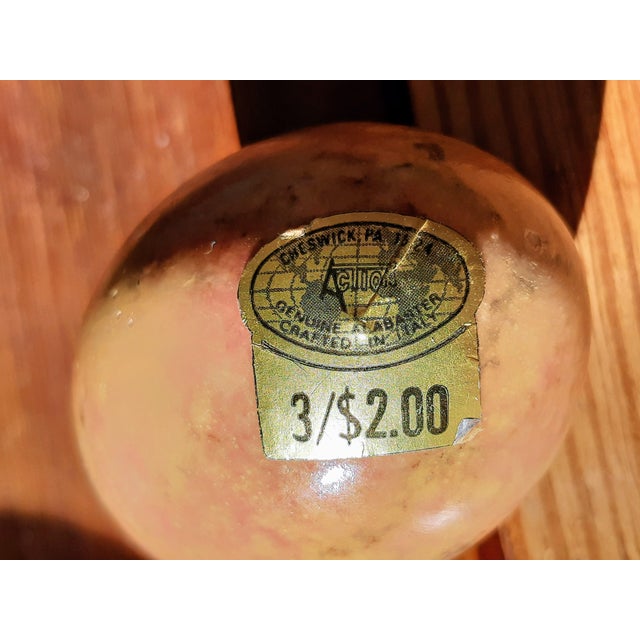 CHESWICK, PA.
ACTION
GENUINE ALABASTER
CRAFTED IN ITALY
3/$2.00